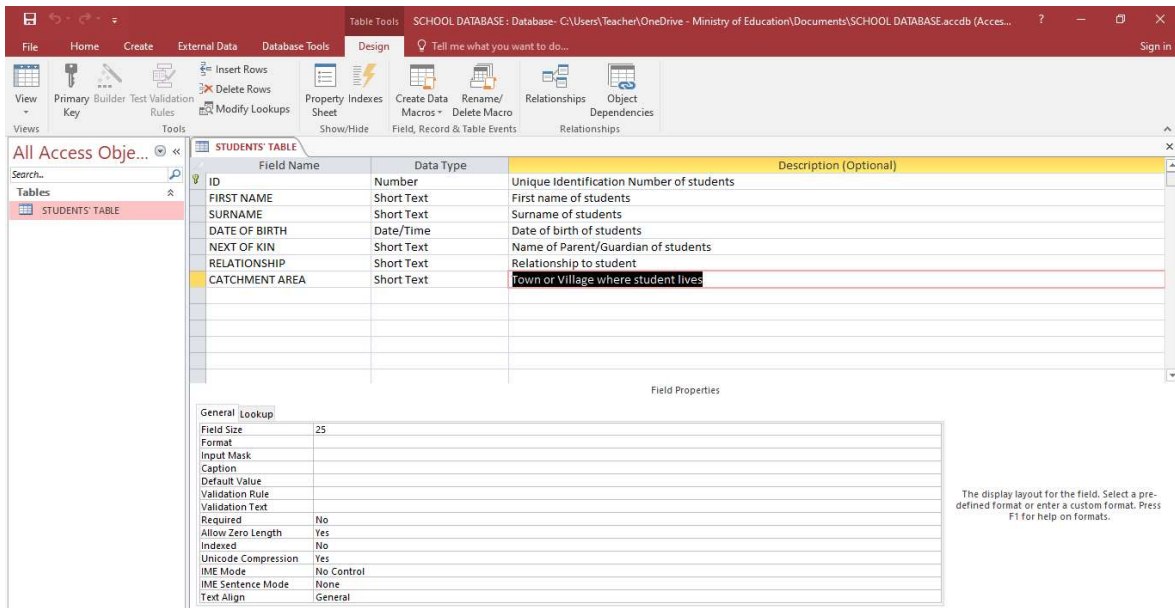 Table Tools SCHOOL DATABASE : Database- C:\Users\Teacher\OneDrive - Ministry of Education\Documents\SCHOOL DATABASE.accdb (Acces... ?
File Home Create External Data Database Tools Design Tell me what you want to do... Sign in
View
Primary Key
Builder
Test Validation Rules
Insert Rows
Delete Rows
Modify Lookups
Property Sheet
Indexes
Create Data Macros
Rename/ Delete Macro
Relationships
Object Dependencies
Views Tools Show/Hide Field, Record & Table Events Relationships
All Access Obje... «
Search..
Tables
STUDENTS' TABLE
STUDENTS' TABLE
Field Name Data Type Description (Optional)
ID Number Unique Identification Number of students
FIRST NAME Short Text First name of students
SURNAME Short Text Surname of students
DATE OF BIRTH Date/Time Date of birth of students
NEXT OF KIN Short Text Name of Parent/Guardian of students
RELATIONSHIP Short Text Relationship to student
CATCHMENT AREA Short Text Town or Village where student lives
Field Properties
General Lookup
Field Size 25
Format
Input Mask
Caption
Default Value
Validation Rule
Validation Text
Required No
Allow Zero Length Yes
Indexed No
Unicode Compression Yes
IME Mode No Control
IME Sentence Mode None
Text Align General
The display layout for the field. Select a pre-
defined format or enter a custom format. Press
F1 for help on formats.